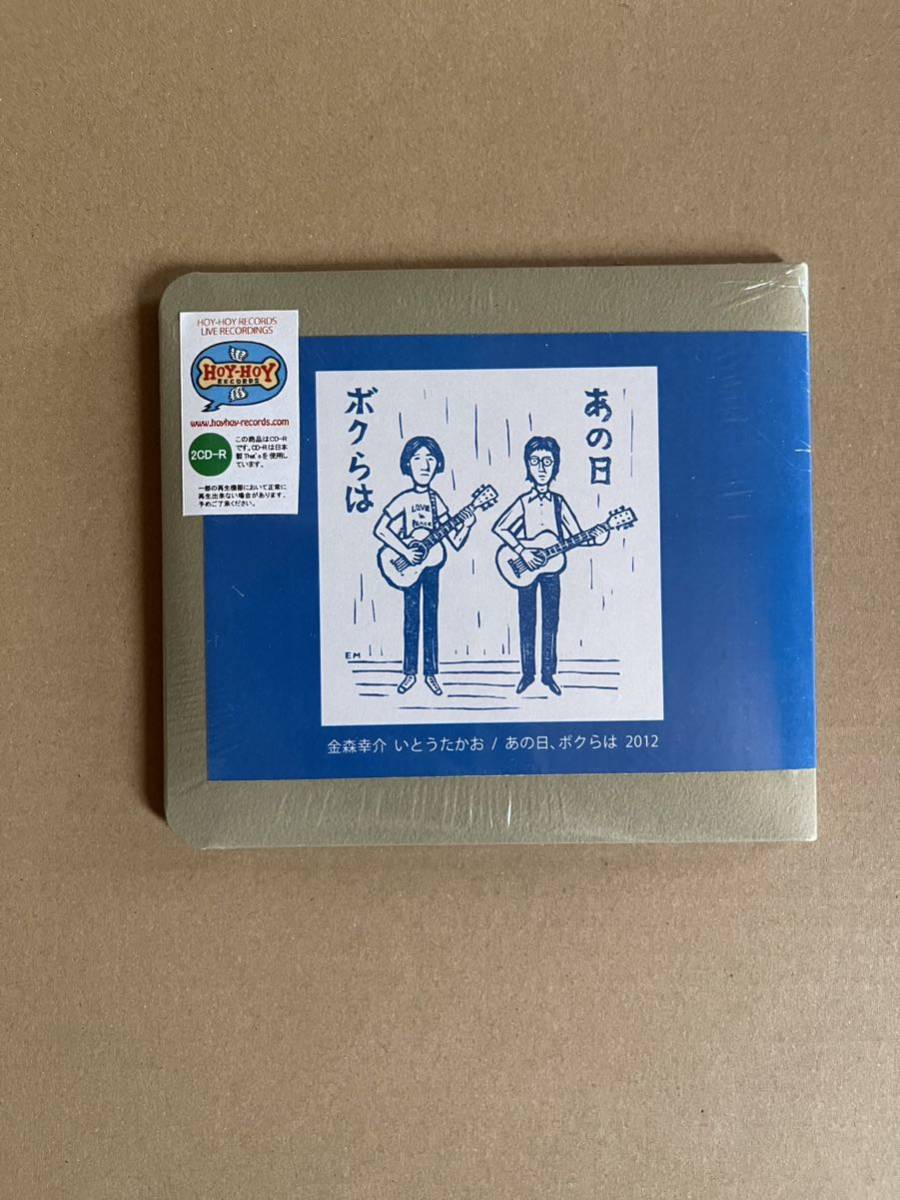 HOY-HOY RECORDS
LIVE RECORDINGS
HOY-HOY
RECORDS
www.hoyhoy-records.com
2CD-R
この商品はCD-R
です。CD-Rは日本
製That'sを使用し
ています。
一部の再生機器において正常に
再生出来ない場合があります。
予めご了承ください。
あの日
ボクらは
LOVE
&
PEACE
EM
金森幸介 いとうたかお / あの日、ボクらは 2012